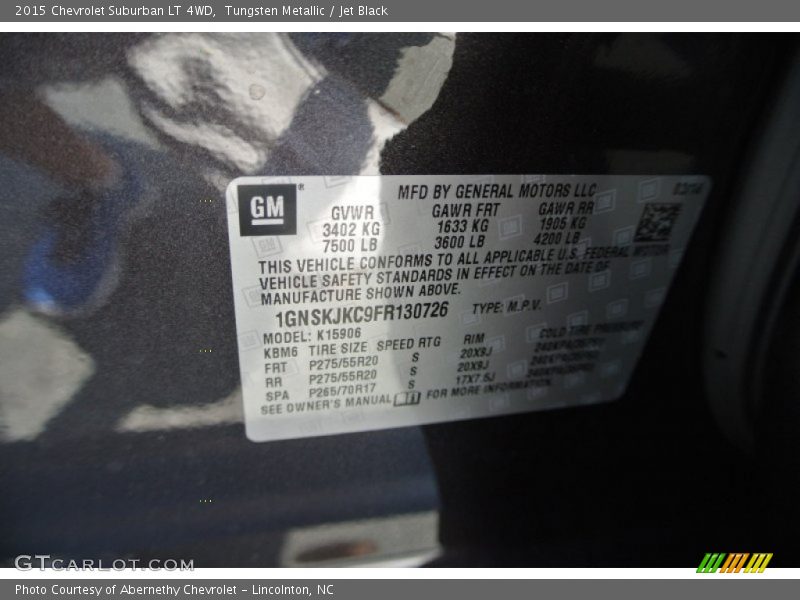 2015 Chevrolet Suburban LT 4WD,  Tungsten Metallic / Jet Black
GM ®
MFD BY GENERAL MOTORS LLC
GVWR GAWR FRT GAWR RR
3402 KG 1633 KG 1905 KG
7500 LB 3600 LB 4200 LB
THIS VEHICLE CONFORMS TO ALL APPLICABLE U.S. FEDERAL MOTOR
VEHICLE SAFETY STANDARDS IN EFFECT ON THE DATE OF
MANUFACTURE SHOWN ABOVE.
1GNSKJKC9FR130726 TYPE: M.P.V.
MODEL: K15906
KBM6 TIRE SIZE SPEED RTG RIM COLD TIRE PRESSURE
FRT P275/55R20 S 20X9J
RR P275/55R20 S 20X9J
SPA P265/70R17 S 17X7.5J
SEE OWNER'S MANUAL FOR MORE INFORMATION.
GTCARLOT.COM
Photo Courtesy of Abernethy Chevrolet – Lincolnton, NC